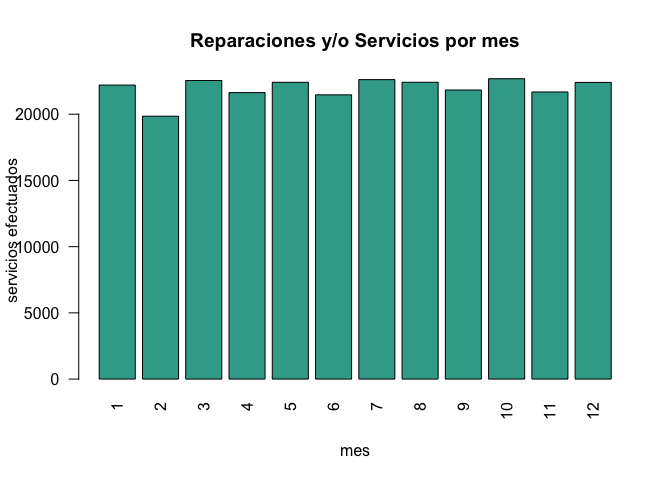 Reparaciones y/o Servicios por mes
servicios efectuados
20000
15000
10000
5000
0
1 2 3 4 5 6 7 8 9 10 11 12
mes